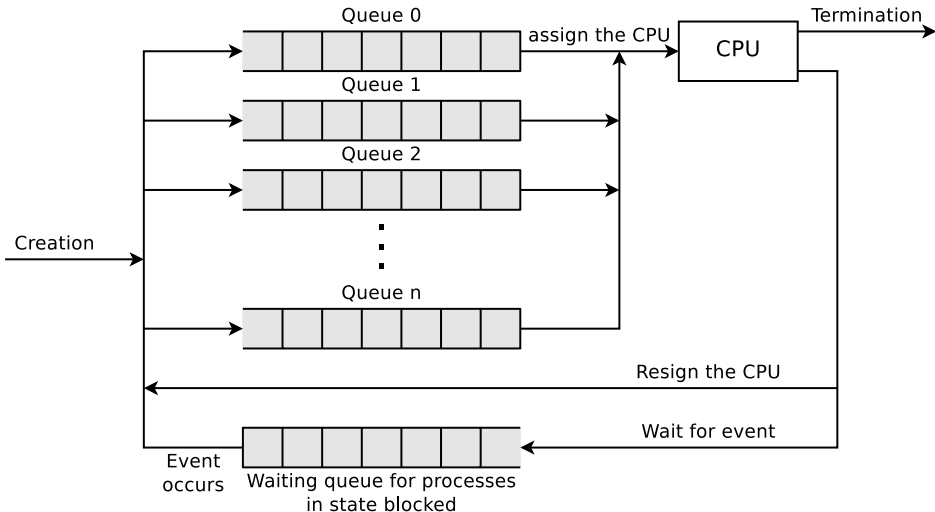 Queue 0
Termination
assign the CPU
CPU
Queue 1
Queue 2
Creation
Queue n
Resign the CPU
Wait for event
Event
occurs
Waiting queue for processes
in state blocked